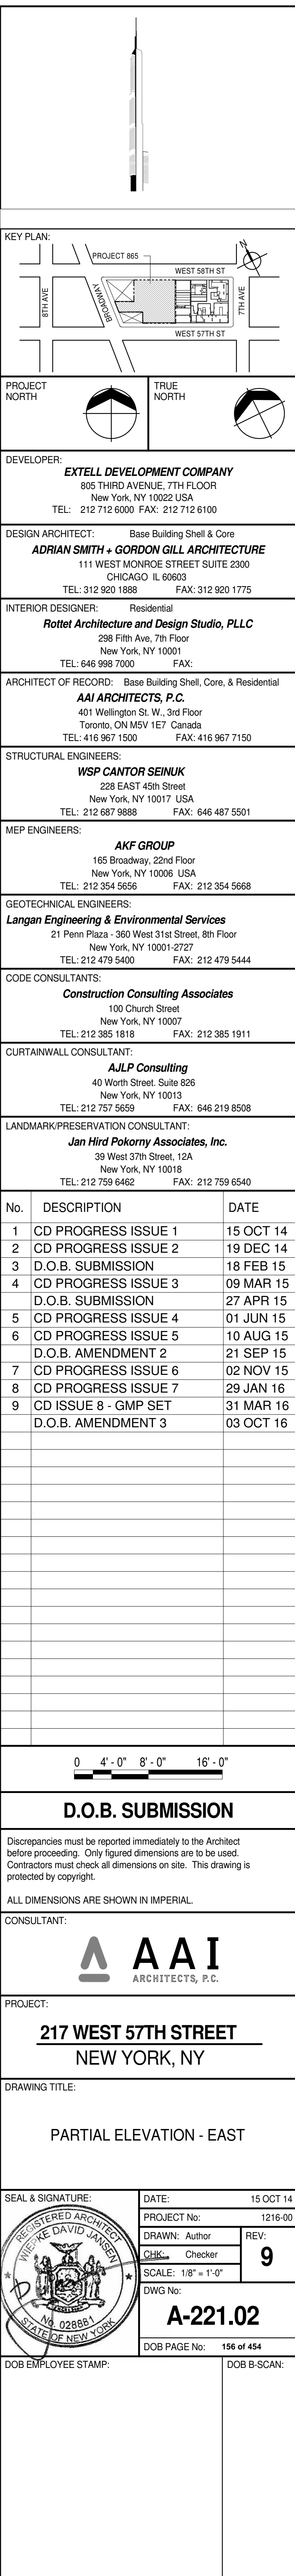 KEY PLAN:
N
PROJECT 865
WEST 58TH ST
8TH AVE
BROADWAY
7TH AVE
WEST 57TH ST
PROJECT
NORTH
TRUE
NORTH
DEVELOPER:
EXTELL DEVELOPMENT COMPANY
805 THIRD AVENUE, 7TH FLOOR
New York, NY 10022 USA
TEL: 212 712 6000 FAX: 212 712 6100
DESIGN ARCHITECT: Base Building Shell & Core
ADRIAN SMITH + GORDON GILL ARCHITECTURE
111 WEST MONROE STREET SUITE 2300
CHICAGO IL 60603
TEL: 312 920 1888 FAX: 312 920 1775
INTERIOR DESIGNER: Residential
Rottet Architecture and Design Studio, PLLC
298 Fifth Ave, 7th Floor
New York, NY 10001
TEL: 646 998 7000 FAX:
ARCHITECT OF RECORD: Base Building Shell, Core, & Residential
AAI ARCHITECTS, P.C.
401 Wellington St. W., 3rd Floor
Toronto, ON M5V 1E7 Canada
TEL: 416 967 1500 FAX: 416 967 7150
STRUCTURAL ENGINEERS:
WSP CANTOR SEINUK
228 EAST 45th Street
New York, NY 10017 USA
TEL: 212 687 9888 FAX: 646 487 5501
MEP ENGINEERS:
AKF GROUP
165 Broadway, 22nd Floor
New York, NY 10006 USA
TEL: 212 354 5656 FAX: 212 354 5668
GEOTECHNICAL ENGINEERS:
Langan Engineering & Environmental Services
21 Penn Plaza - 360 West 31st Street, 8th Floor
New York, NY 10001-2727
TEL: 212 479 5400 FAX: 212 479 5444
CODE CONSULTANTS:
Construction Consulting Associates
100 Church Street
New York, NY 10007
TEL: 212 385 1818 FAX: 212 385 1911
CURTAINWALL CONSULTANT:
AJLP Consulting
40 Worth Street. Suite 826
New York, NY 10013
TEL: 212 757 5659 FAX: 646 219 8508
LANDMARK/PRESERVATION CONSULTANT:
Jan Hird Pokorny Associates, Inc.
39 West 37th Street, 12A
New York, NY 10018
TEL: 212 759 6462 FAX: 212 759 6540
No. DESCRIPTION DATE
1 CD PROGRESS ISSUE 1 15 OCT 14
2 CD PROGRESS ISSUE 2 19 DEC 14
3 D.O.B. SUBMISSION 18 FEB 15
4 CD PROGRESS ISSUE 3 09 MAR 15
D.O.B. SUBMISSION 27 APR 15
5 CD PROGRESS ISSUE 4 01 JUN 15
6 CD PROGRESS ISSUE 5 10 AUG 15
D.O.B. AMENDMENT 2 21 SEP 15
7 CD PROGRESS ISSUE 6 02 NOV 15
8 CD PROGRESS ISSUE 7 29 JAN 16
9 CD ISSUE 8 - GMP SET 31 MAR 16
D.O.B. AMENDMENT 3 03 OCT 16
0 4' - 0" 8' - 0" 16' - 0"
D.O.B. SUBMISSION
Discrepancies must be reported immediately to the Architect
before proceeding. Only figured dimensions are to be used.
Contractors must check all dimensions on site. This drawing is
protected by copyright.
ALL DIMENSIONS ARE SHOWN IN IMPERIAL.
CONSULTANT:
AAI
ARCHITECTS, P.C.
PROJECT:
217 WEST 57TH STREET
NEW YORK, NY
DRAWING TITLE:
PARTIAL ELEVATION - EAST
SEAL & SIGNATURE:
REGISTERED ARCHITECT
WIEPKE DAVID JANSEN
No. 028881
STATE OF NEW YORK
DATE: 15 OCT 14
PROJECT No: 1216-00
DRAWN: Author
CHK: Checker
SCALE: 1/8" = 1'-0"
REV:
9
DWG No:
A-221.02
DOB PAGE No: 156 of 454
DOB EMPLOYEE STAMP:
DOB B-SCAN: